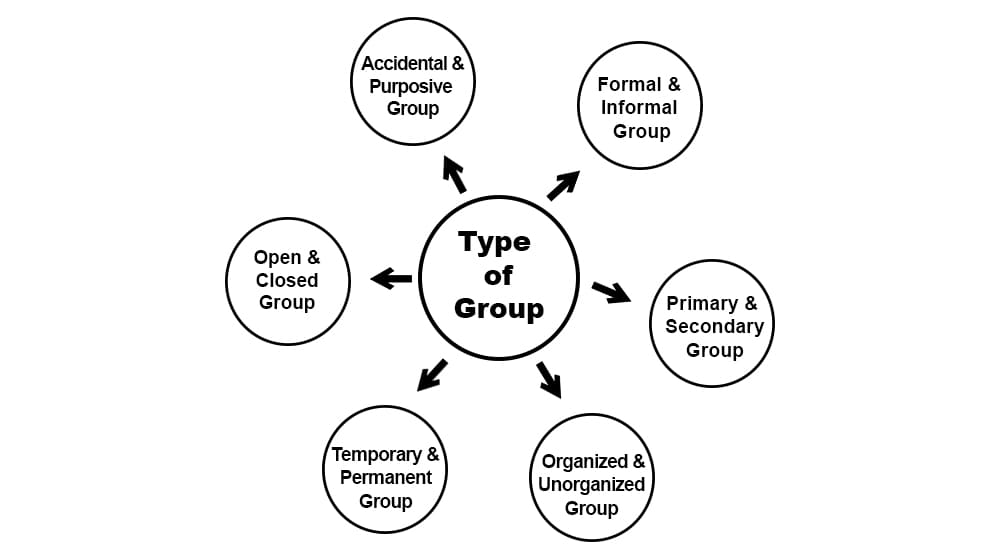 Accidental &
Purposive
Group
Formal &
Informal
Group
Type
of
Group
Open &
Closed
Group
Primary &
Secondary
Group
Temporary &
Permanent
Group
Organized &
Unorganized
Group